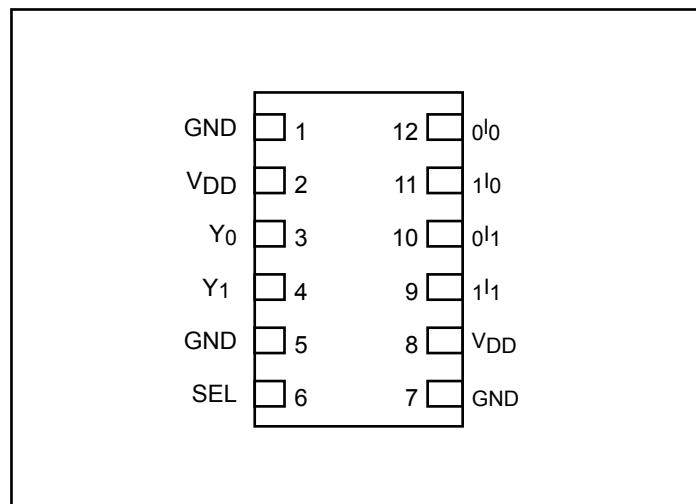 GND 1 12 0I0
VDD 2 11 1I0
Y0 3 10 0I1
Y1 4 9 1I1
GND 5 8 VDD
SEL 6 7 GND